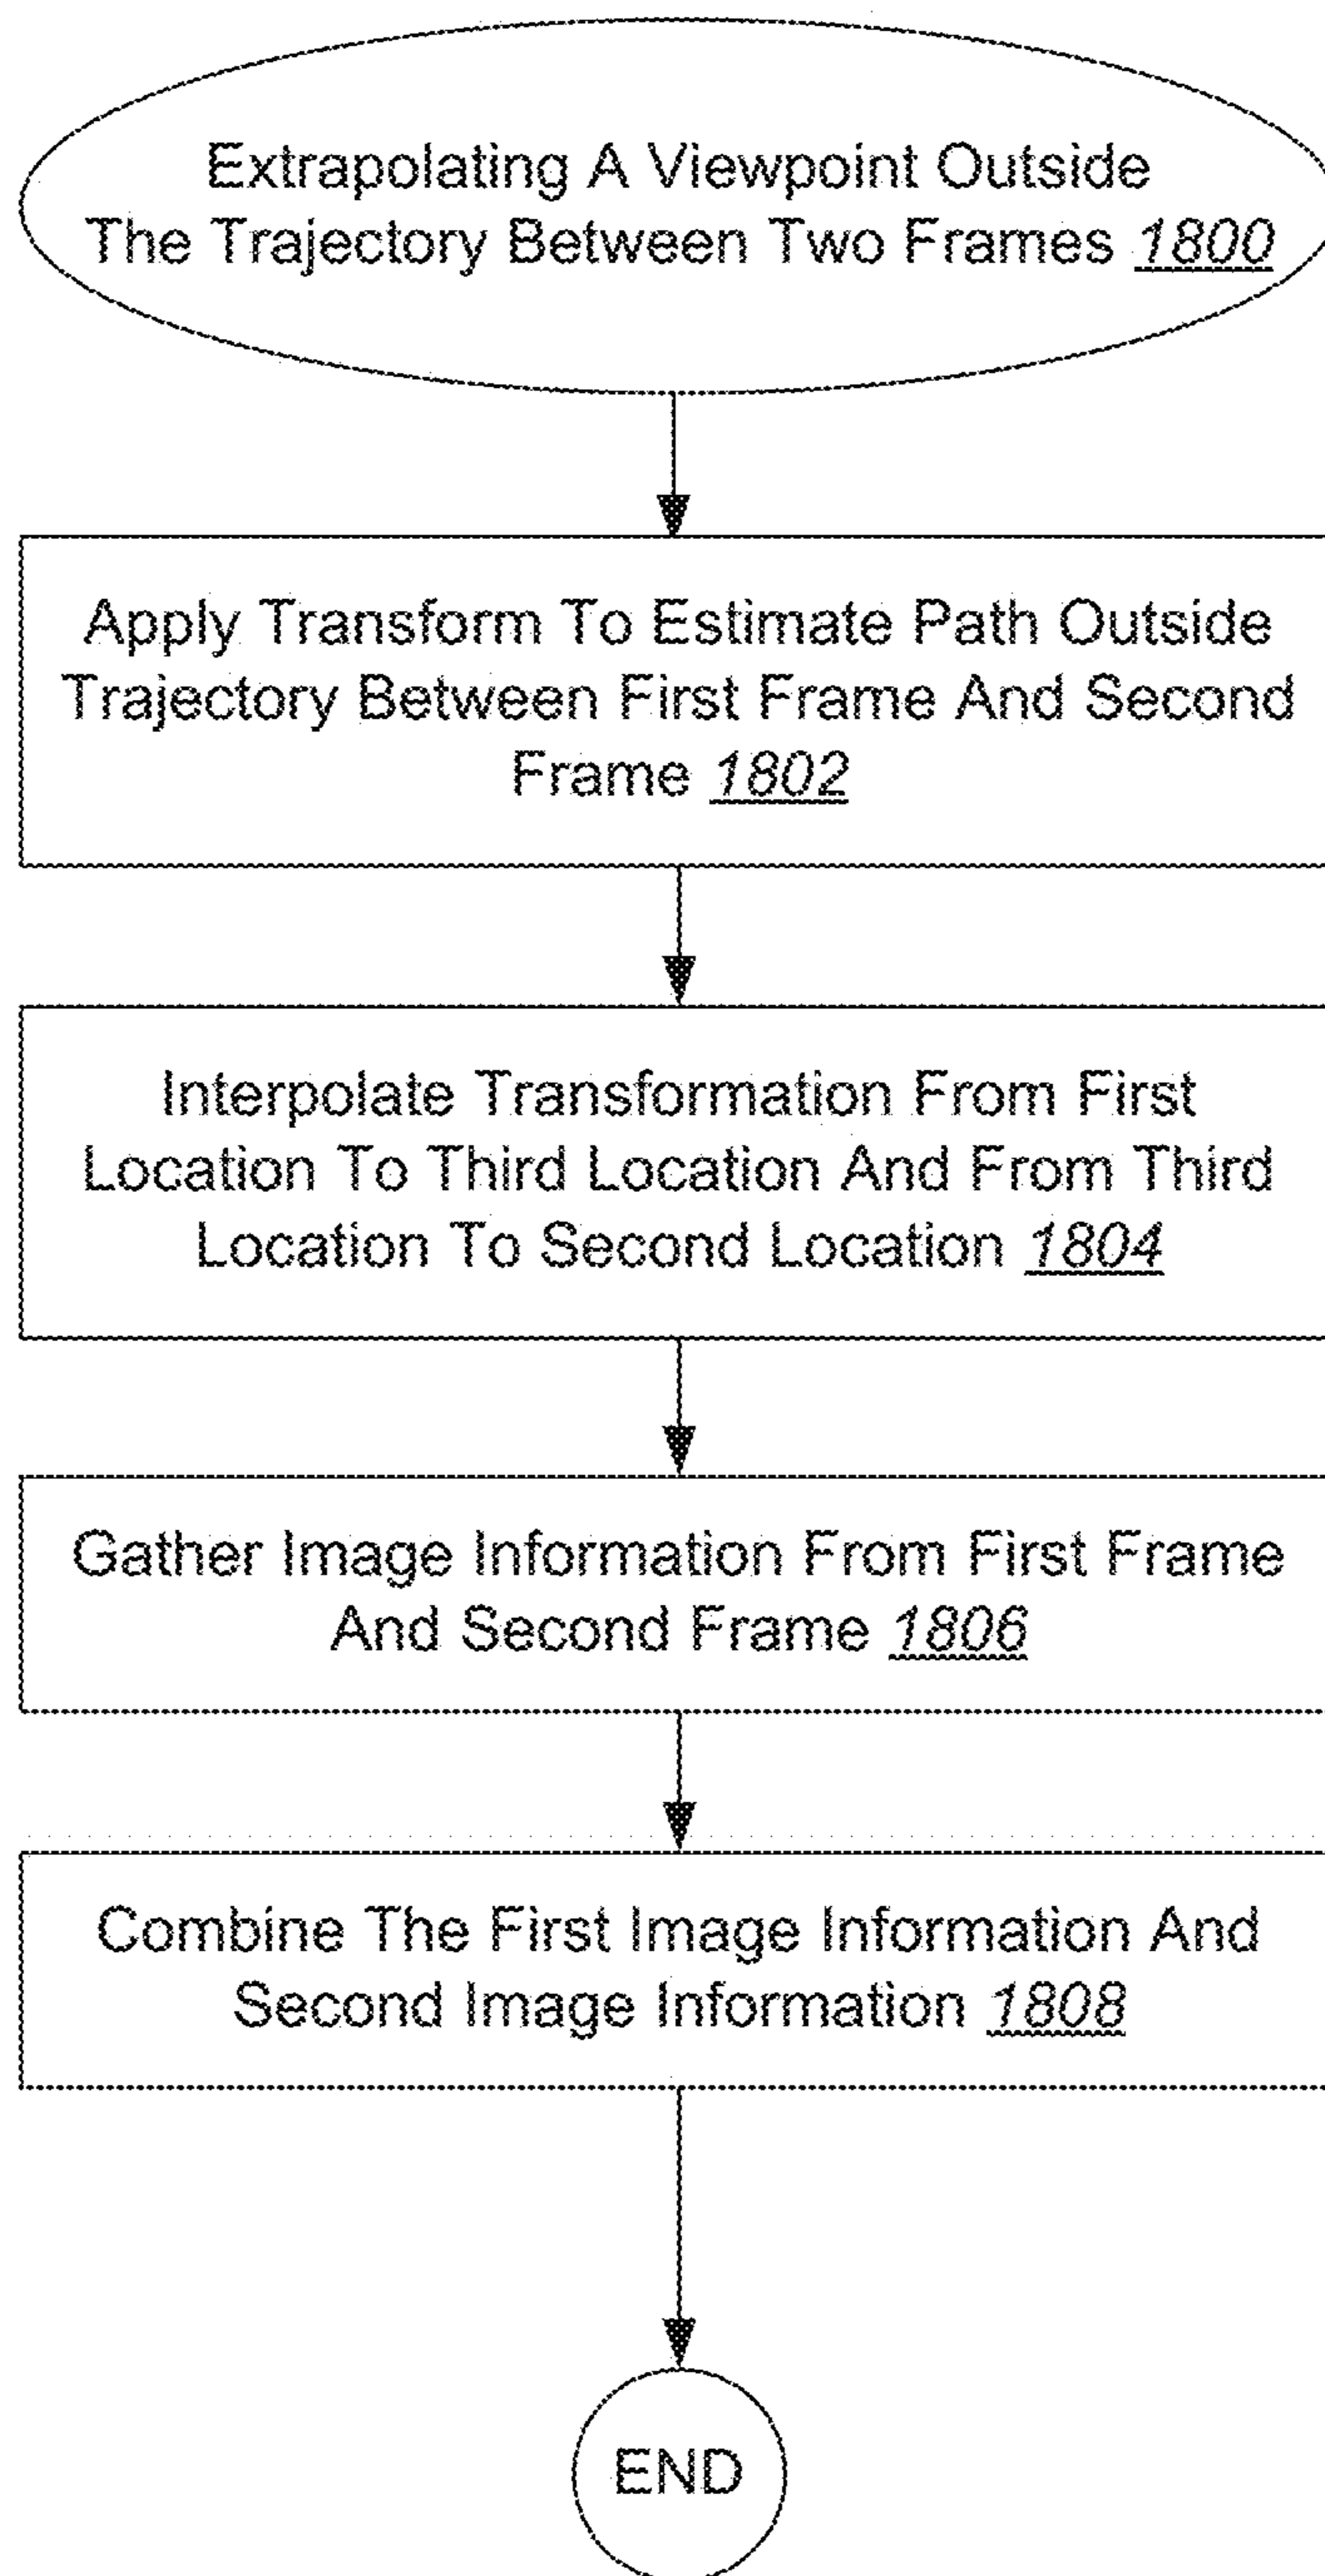 Extrapolating A Viewpoint Outside
The Trajectory Between Two Frames 1800
Apply Transform To Estimate Path Outside
Trajectory Between First Frame And Second
Frame 1802
Interpolate Transformation From First
Location To Third Location And From Third
Location To Second Location 1804
Gather Image Information From First Frame
And Second Frame 1806
Combine The First Image Information And
Second Image Information 1808
END